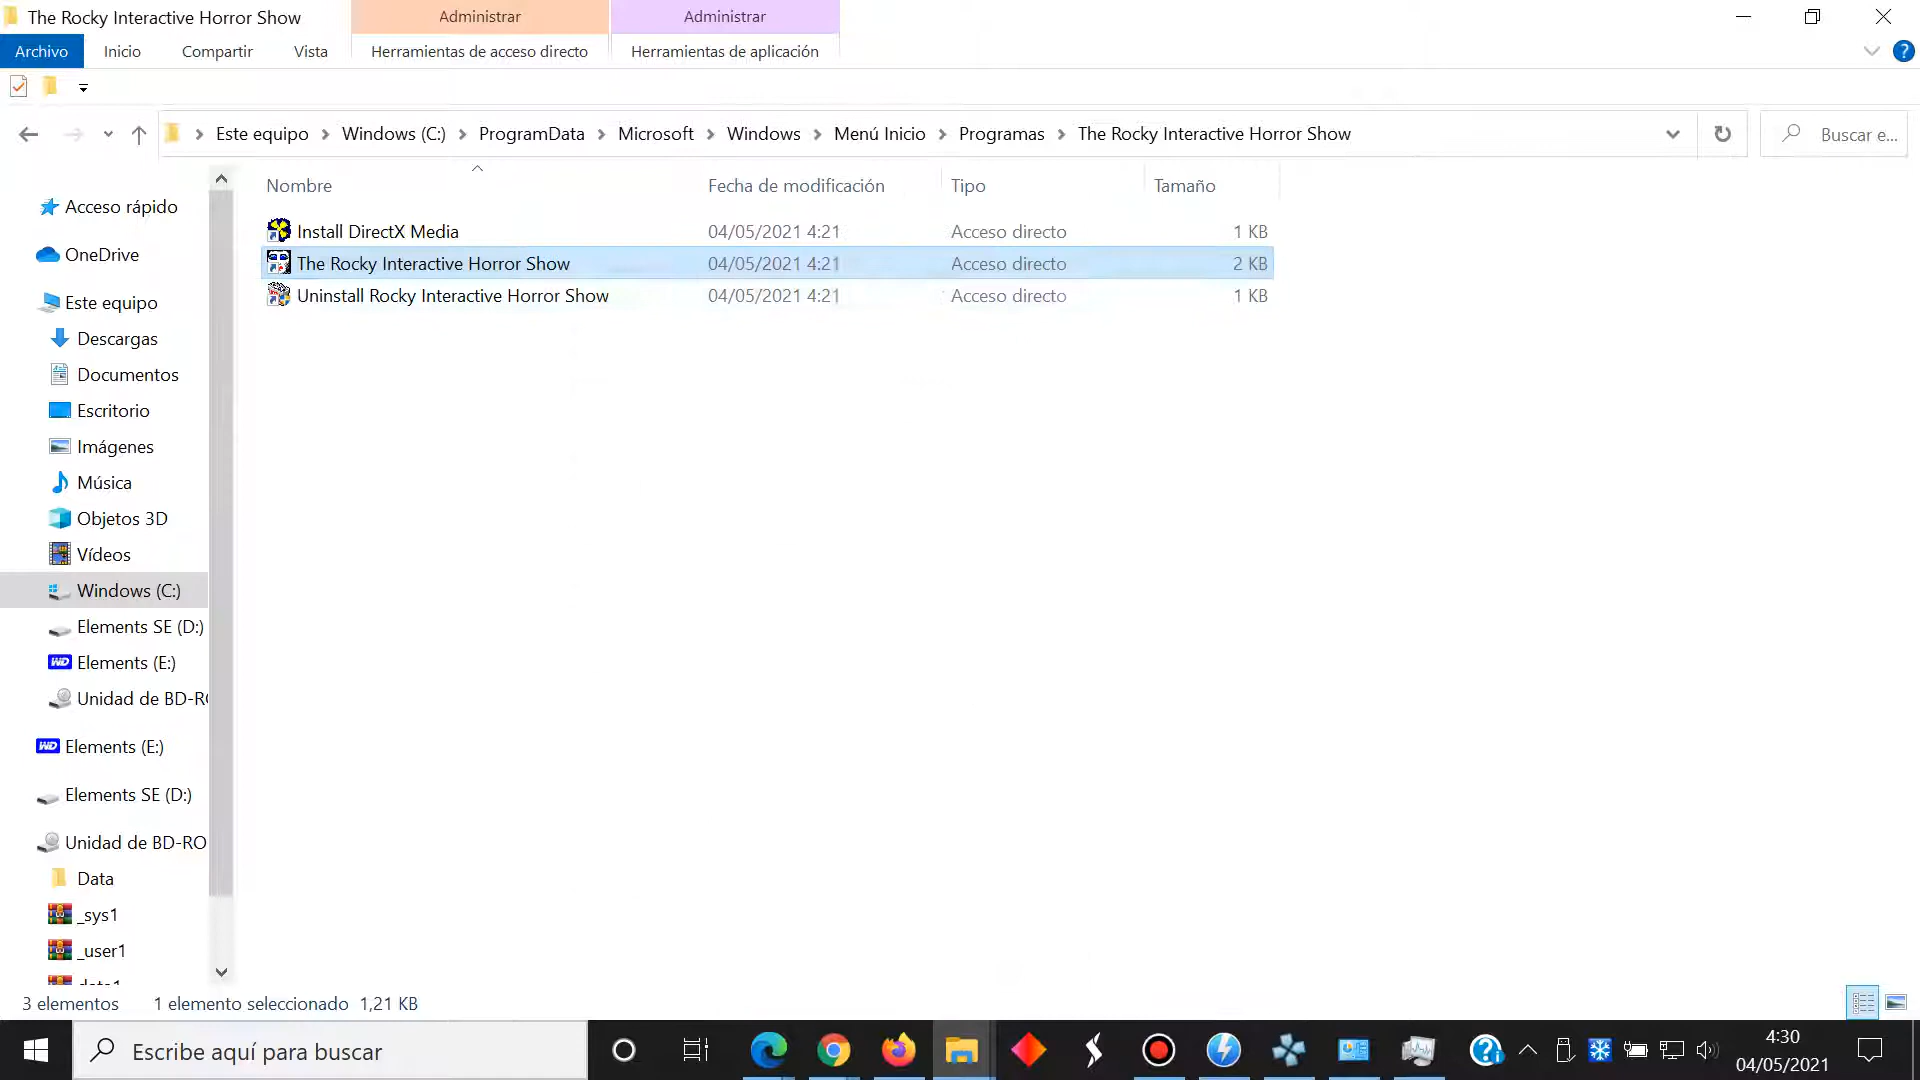 The Rocky Interactive Horror Show
Administrar
Administrar
Archivo
Inicio
Compartir
Vista
Herramientas de acceso directo
Herramientas de aplicación
Este equipo
Windows (C:)
ProgramData
Microsoft
Windows
Menú Inicio
Programas
The Rocky Interactive Horror Show
Buscar e...
Nombre
Fecha de modificación
Tipo
Tamaño
Install DirectX Media 04/05/2021 4:21 Acceso directo 1 KB
The Rocky Interactive Horror Show 04/05/2021 4:21 Acceso directo 2 KB
Uninstall Rocky Interactive Horror Show 04/05/2021 4:21 Acceso directo 1 KB
Acceso rápido
OneDrive
Este equipo
Descargas
Documentos
Escritorio
Imágenes
Música
Objetos 3D
Vídeos
Windows (C:)
Elements SE (D:)
WD Elements (E:)
Unidad de BD-R
WD Elements (E:)
Elements SE (D:)
Unidad de BD-RO
Data
_sys1
_user1
3 elementos 1 elemento seleccionado 1,21 KB
Escribe aquí para buscar
4:30
04/05/2021